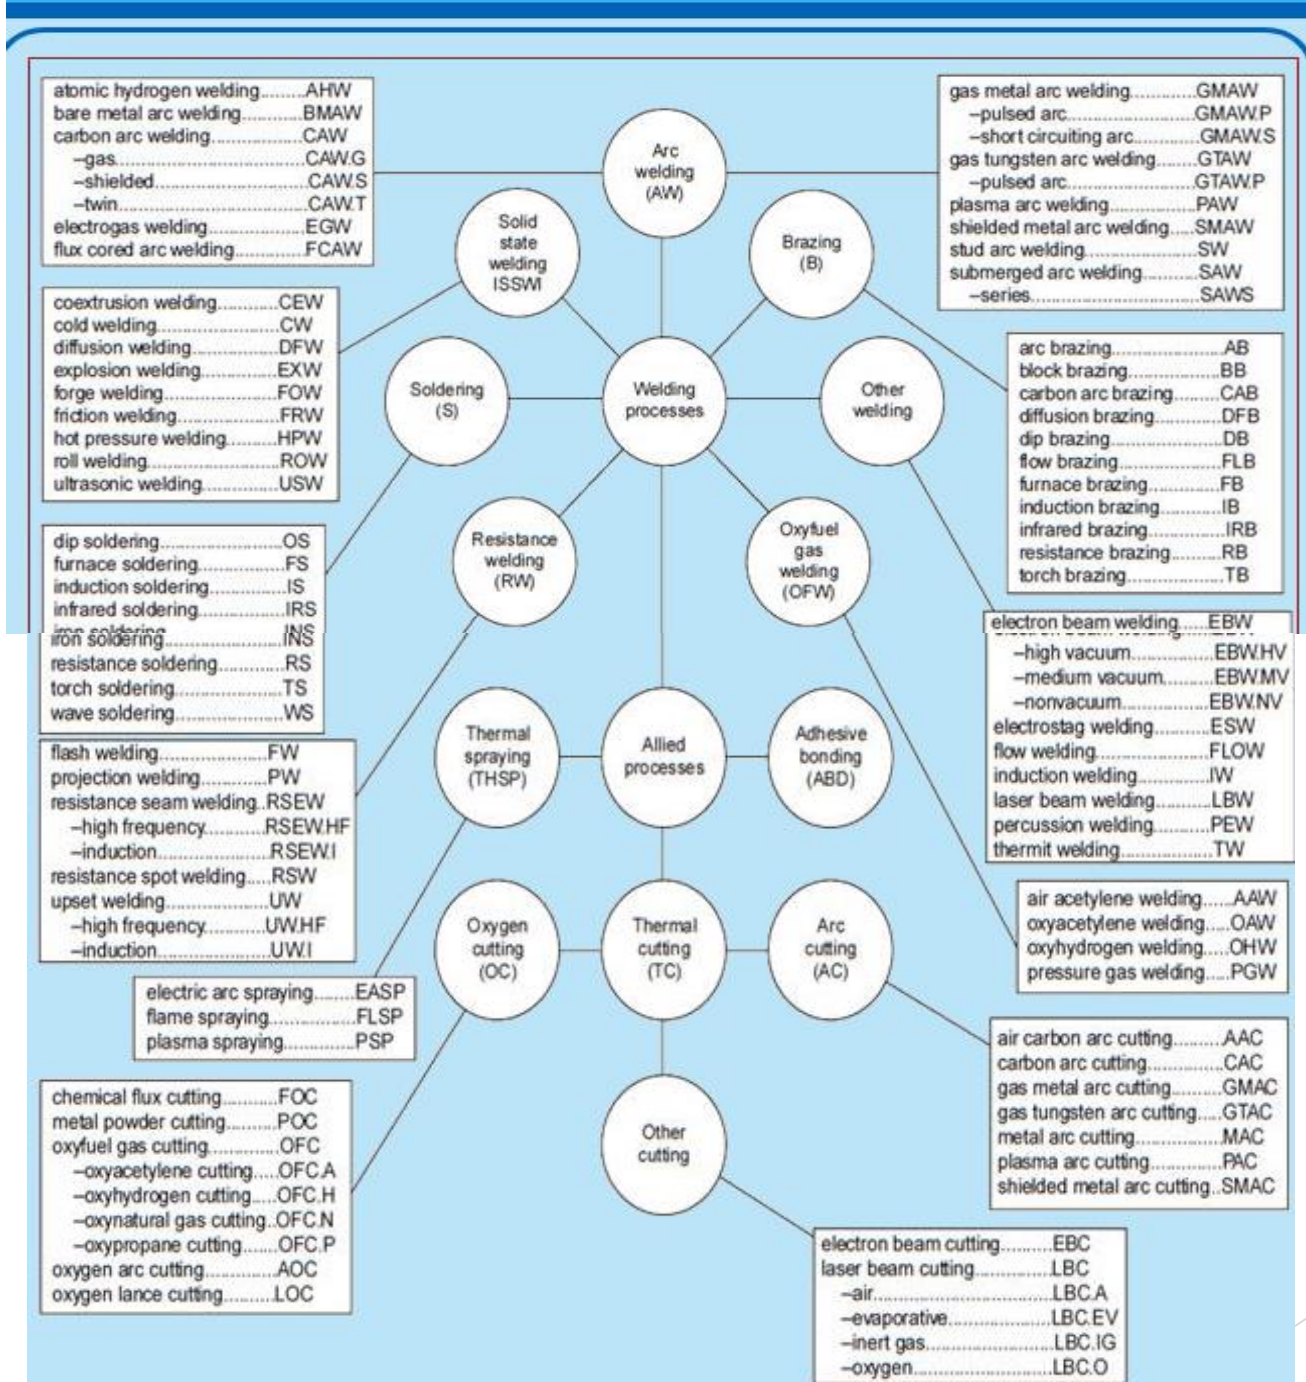 atomic hydrogen welding........AHW
bare metal arc welding........BMAW
carbon arc welding........CAW
–gas........CAW.G
–shielded........CAW.S
–twin........CAW.T
electrogas welding........EGW
flux cored arc welding........FCAW
Arc
welding
(AW)
gas metal arc welding........GMAW
–pulsed arc........GMAW.P
–short circuiting arc........GMAW.S
gas tungsten arc welding........GTAW
–pulsed arc........GTAW.P
plasma arc welding........PAW
shielded metal arc welding.....SMAW
stud arc welding........SW
submerged arc welding........SAW
–series........SAWS
Solid
state
welding
ISSWI
Brazing
(B)
coextrusion welding........CEW
cold welding........CW
diffusion welding........DFW
explosion welding........EXW
forge welding........FOW
friction welding........FRW
hot pressure welding........HPW
roll welding........ROW
ultrasonic welding........USW
Soldering
(S)
Welding
processes
Other
welding
arc brazing........AB
block brazing........BB
carbon arc brazing........CAB
diffusion brazing........DFB
dip brazing........DB
flow brazing........FLB
furnace brazing........FB
induction brazing........IB
infrared brazing........IRB
resistance brazing........RB
torch brazing........TB
dip soldering........OS
furnace soldering........FS
induction soldering........IS
infrared soldering........IRS
iron soldering........INS
iron soldering........INS
resistance soldering........RS
torch soldering........TS
wave soldering........WS
Resistance
welding
(RW)
Oxyfuel
gas
welding
(OFW)
electron beam welding.....EBW
electron beam welding.....EBW
–high vacuum........EBW.HV
–medium vacuum........EBW.MV
–nonvacuum........EBW.NV
electrostag welding........ESW
flow welding........FLOW
induction welding........IW
laser beam welding........LBW
percussion welding........PEW
thermit welding........TW
flash welding........FW
projection welding........PW
resistance seam welding..RSEW
–high frequency........RSEW.HF
–induction........RSEW.I
resistance spot welding.....RSW
upset welding........UW
–high frequency........UW.HF
–induction........UW.I
Thermal
spraying
(THSP)
Allied
processes
Adhesive
bonding
(ABD)
air acetylene welding......AAW
oxyacetylene welding.....OAW
oxyhydrogen welding.....OHW
pressure gas welding.....PGW
Oxygen
cutting
(OC)
Thermal
cutting
(TC)
Arc
cutting
(AC)
electric arc spraying........EASP
flame spraying........FLSP
plasma spraying........PSP
air carbon arc cutting........AAC
carbon arc cutting........CAC
gas metal arc cutting........GMAC
gas tungsten arc cutting.....GTAC
metal arc cutting........MAC
plasma arc cutting........PAC
shielded metal arc cutting..SMAC
chemical flux cutting........FOC
metal powder cutting........POC
oxyfuel gas cutting........OFC
–oxyacetylene cutting.....OFC.A
–oxyhydrogen cutting.....OFC.H
–oxynatural gas cutting..OFC.N
–oxypropane cutting.......OFC.P
oxygen arc cutting........AOC
oxygen lance cutting........LOC
Other
cutting
electron beam cutting........EBC
laser beam cutting........LBC
–air........LBC.A
–evaporative........LBC.EV
–inert gas........LBC.IG
–oxygen........LBC.O